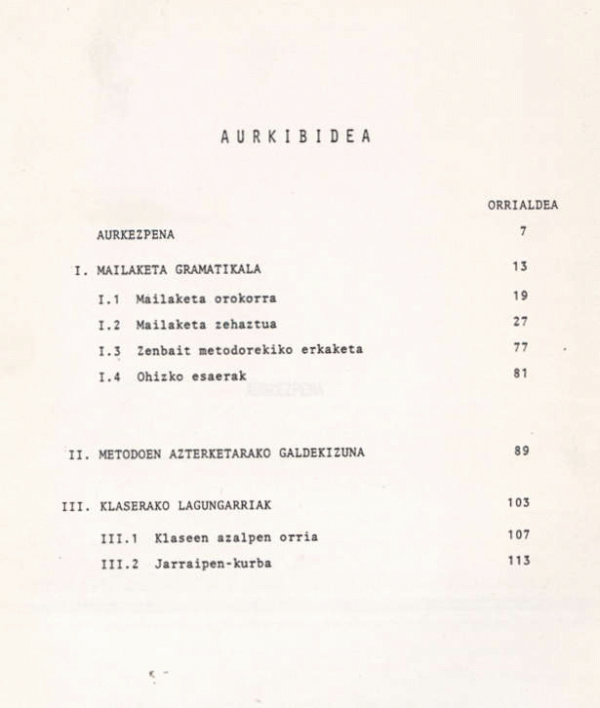 AURKIBIDEA
ORRIALDEA
AURKEZPENA 7
I. MAILAKETA GRAMATIKALA 13
I.1 Mailaketa orokorra 19
I.2 Mailaketa zehaztua 27
I.3 Zenbait metodorekiko erkaketa 77
I.4 Ohizko esaerak 81
AURKEZPENA
II. METODOEN AZTERKETARAKO GALDEKIZUNA 89
III. KLASERAKO LAGUNGARRIAK 103
III.1 Klaseen azalpen orria 107
III.2 Jarraipen-kurba 113